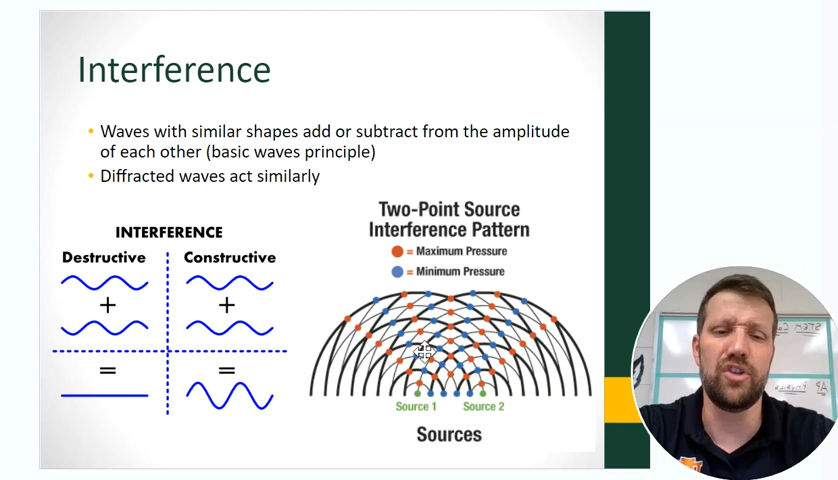 Interference
• Waves with similar shapes add or subtract from the amplitude
of each other (basic waves principle)
• Diffracted waves act similarly
INTERFERENCE
Destructive
Constructive
+
+
=
=
Two-Point Source
Interference Pattern
= Maximum Pressure
= Minimum Pressure
Source 1
Source 2
Sources